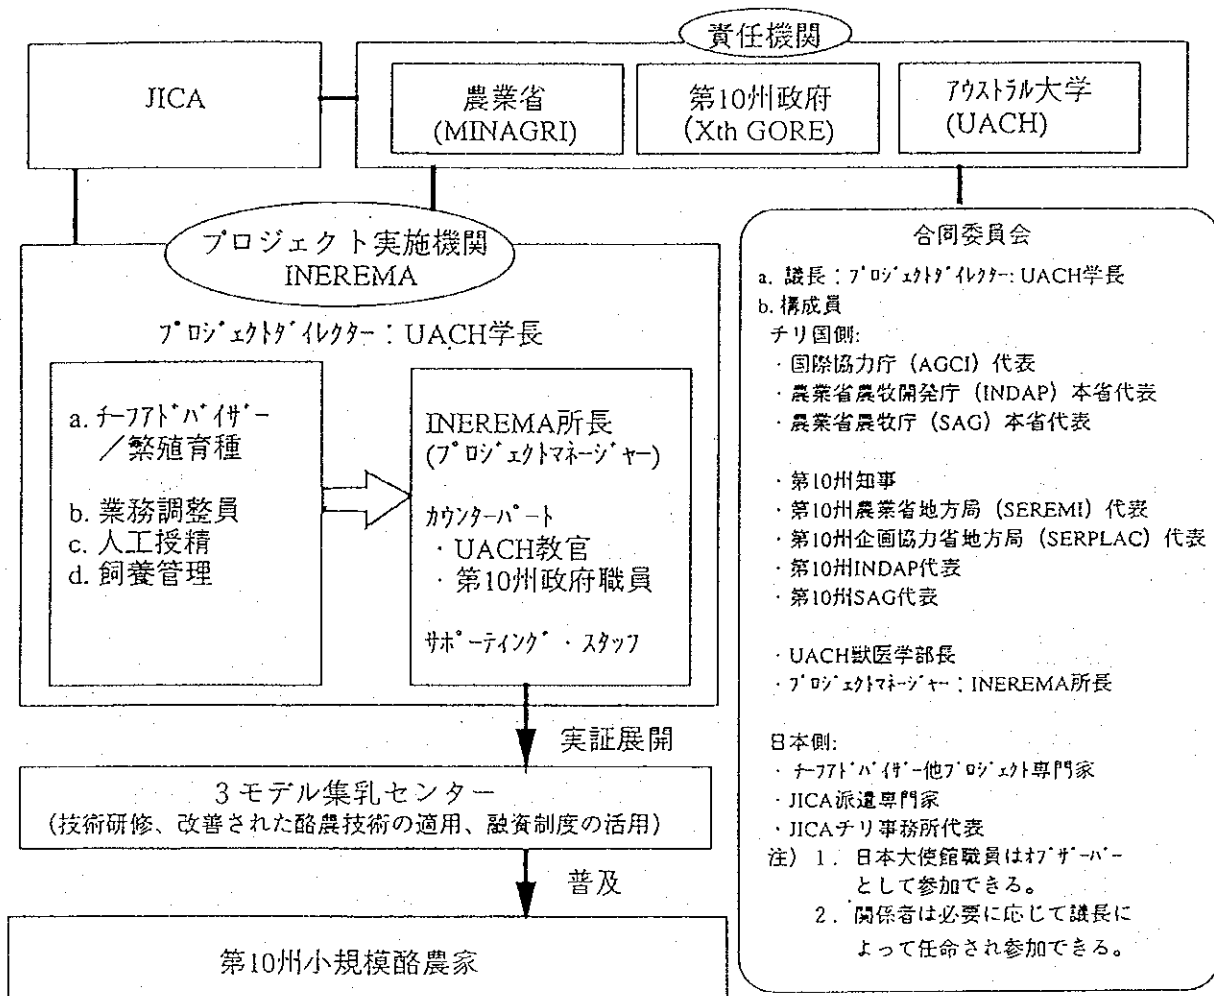 責任機関
JICA
農業省
(MINAGRI)
第10州政府
(Xth GORE)
アウストラル大学
(UACH)
プロジェクト実施機関
INEREMA
プロジェクトダイレクター：UACH学長
a. チーフアドバイザー
／繁殖育種
b. 業務調整員
c. 人工授精
d. 飼養管理
INEREMA所長
(プロジェクトマネージャー)
カウンターパート
・UACH教官
・第10州政府職員
サポーティング・スタッフ
実証展開
3モデル集乳センター
(技術研修、改善された酪農技術の適用、融資制度の活用)
普及
第10州小規模酪農家
合同委員会
a. 議長：プロジェクトダイレクター: UACH学長
b. 構成員
チリ国側:
・国際協力庁（AGCI）代表
・農業省農牧開発庁（INDAP）本省代表
・農業省農牧庁（SAG）本省代表
・第10州知事
・第10州農業省地方局（SEREMI）代表
・第10州企画協力省地方局（SERPLAC）代表
・第10州INDAP代表
・第10州SAG代表
・UACH獣医学部長
・プロジェクトマネージャー：INEREMA所長
日本側:
・チーフアドバイザー他プロジェクト専門家
・JICA派遣専門家
・JICAチリ事務所代表
注）1．日本大使館職員はオブザーバー
として参加できる。
2．関係者は必要に応じて議長に
よって任命され参加できる。